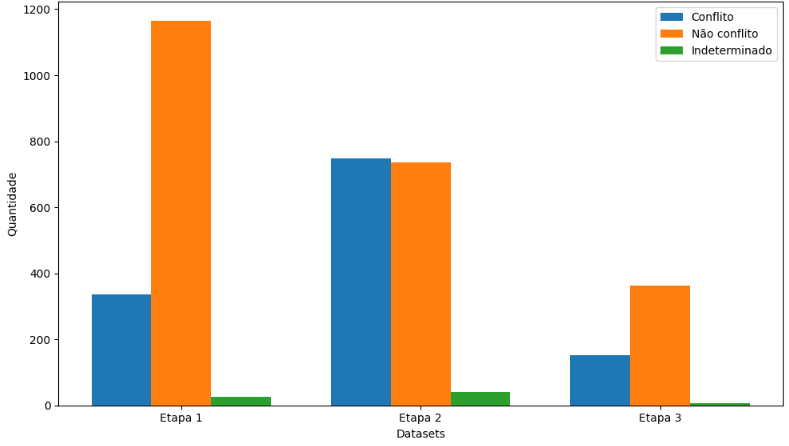 1200
1000
800
600
400
200
0
Quantidade
Conflito
Não conflito
Indeterminado
Etapa 1
Etapa 2
Etapa 3
Datasets